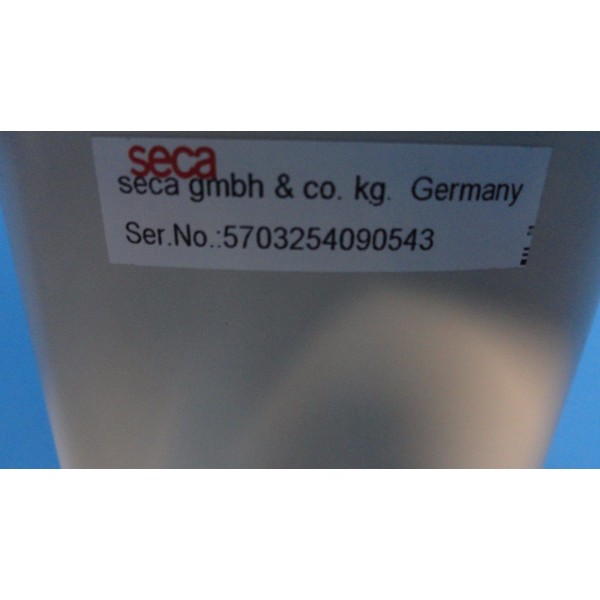 seca
seca gmbh & co. kg. Germany
Ser.No.:5703254090543